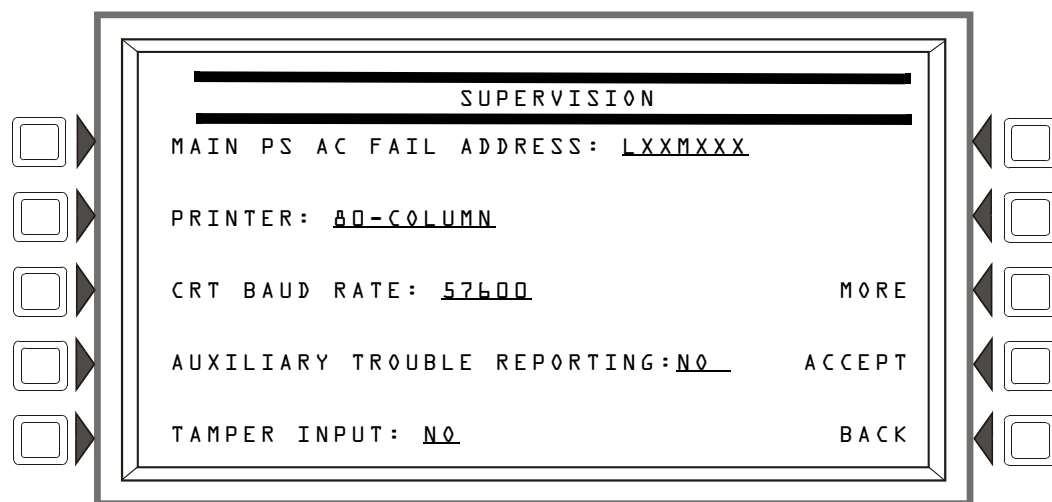 SUPERVISION
MAIN PS AC FAIL ADDRESS: LXXMXXX
PRINTER: 80-COLUMN
CRT BAUD RATE: 57600 MORE
AUXILIARY TROUBLE REPORTING:NO ACCEPT
TAMPER INPUT: NO BACK